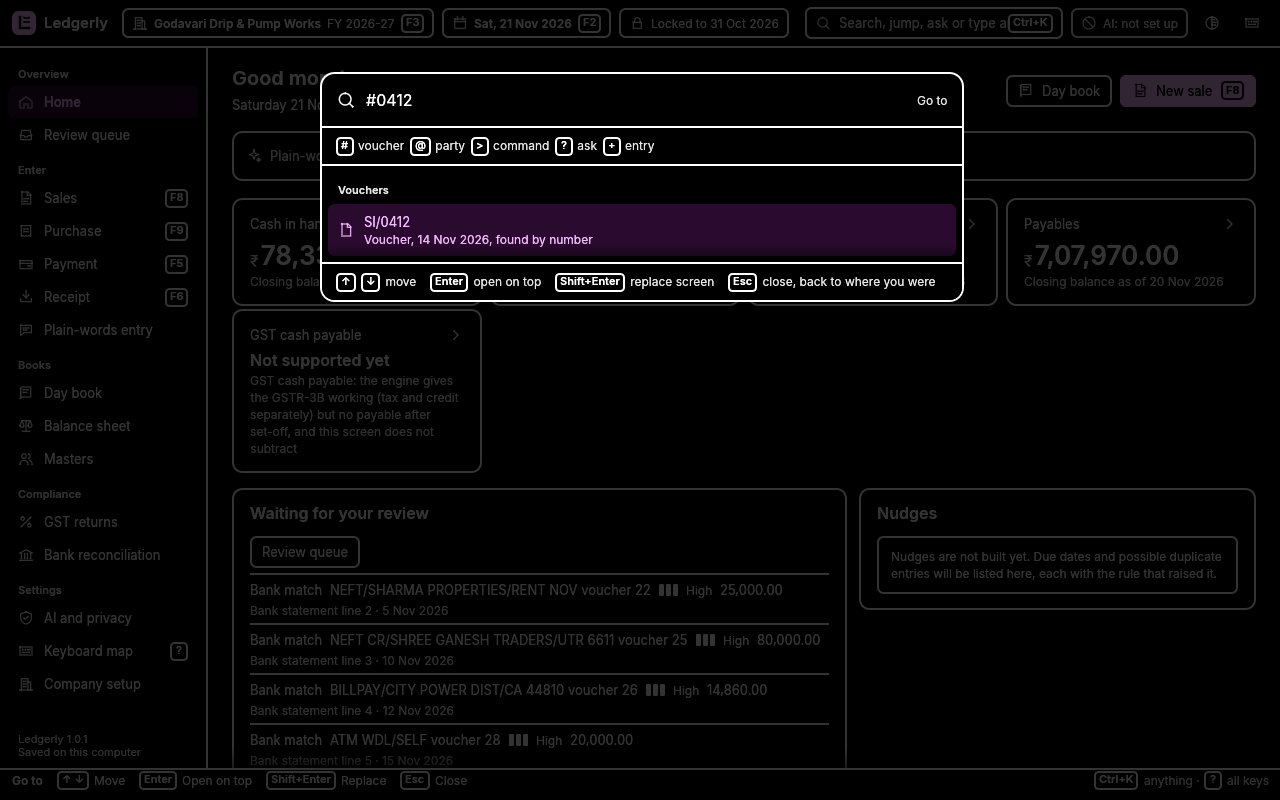 Ledgerly
Godavari Drip & Pump Works FY 2026-27 F3
Sat, 21 Nov 2026 F2
Locked to 31 Oct 2026
Search, jump, ask or type a Ctrl+K
AI: not set up
Overview
Home
Review queue
Enter
Sales F8
Purchase F9
Payment F5
Receipt F6
Plain-words entry
Books
Day book
Balance sheet
Masters
Compliance
GST returns
Bank reconciliation
Settings
AI and privacy
Keyboard map ?
Company setup
Ledgerly 1.0.1
Saved on this computer
Good
Saturday 21
Day book
New sale F8
#0412
Go to
# voucher @ party > command ? ask + entry
Vouchers
SI/0412
Voucher, 14 Nov 2026, found by number
↑ ↓ move Enter open on top Shift+Enter replace screen Esc close, back to where you were
Cash in
Closing
Payables
₹7,07,970.00
Closing balance as of 20 Nov 2026
GST cash payable
Not supported yet
GST cash payable: the engine gives
the GSTR-3B working (tax and credit
separately) but no payable after
set-off, and this screen does not
subtract
Waiting for your review
Review queue
Bank match NEFT/SHARMA PROPERTIES/RENT NOV voucher 22 High 25,000.00
Bank statement line 2 · 5 Nov 2026
Bank match NEFT CR/SHREE GANESH TRADERS/UTR 6611 voucher 25 High 80,000.00
Bank statement line 3 · 10 Nov 2026
Bank match BILLPAY/CITY POWER DIST/CA 44810 voucher 26 High 14,860.00
Bank statement line 4 · 12 Nov 2026
Bank match ATM WDL/SELF voucher 28 High 20,000.00
Bank statement line 5 · 15 Nov 2026
Nudges
Nudges are not built yet. Due dates and possible duplicate
entries will be listed here, each with the rule that raised it.
Go to ↑ ↓ Move Enter Open on top Shift+Enter Replace Esc Close
Ctrl+K anything · ? all keys